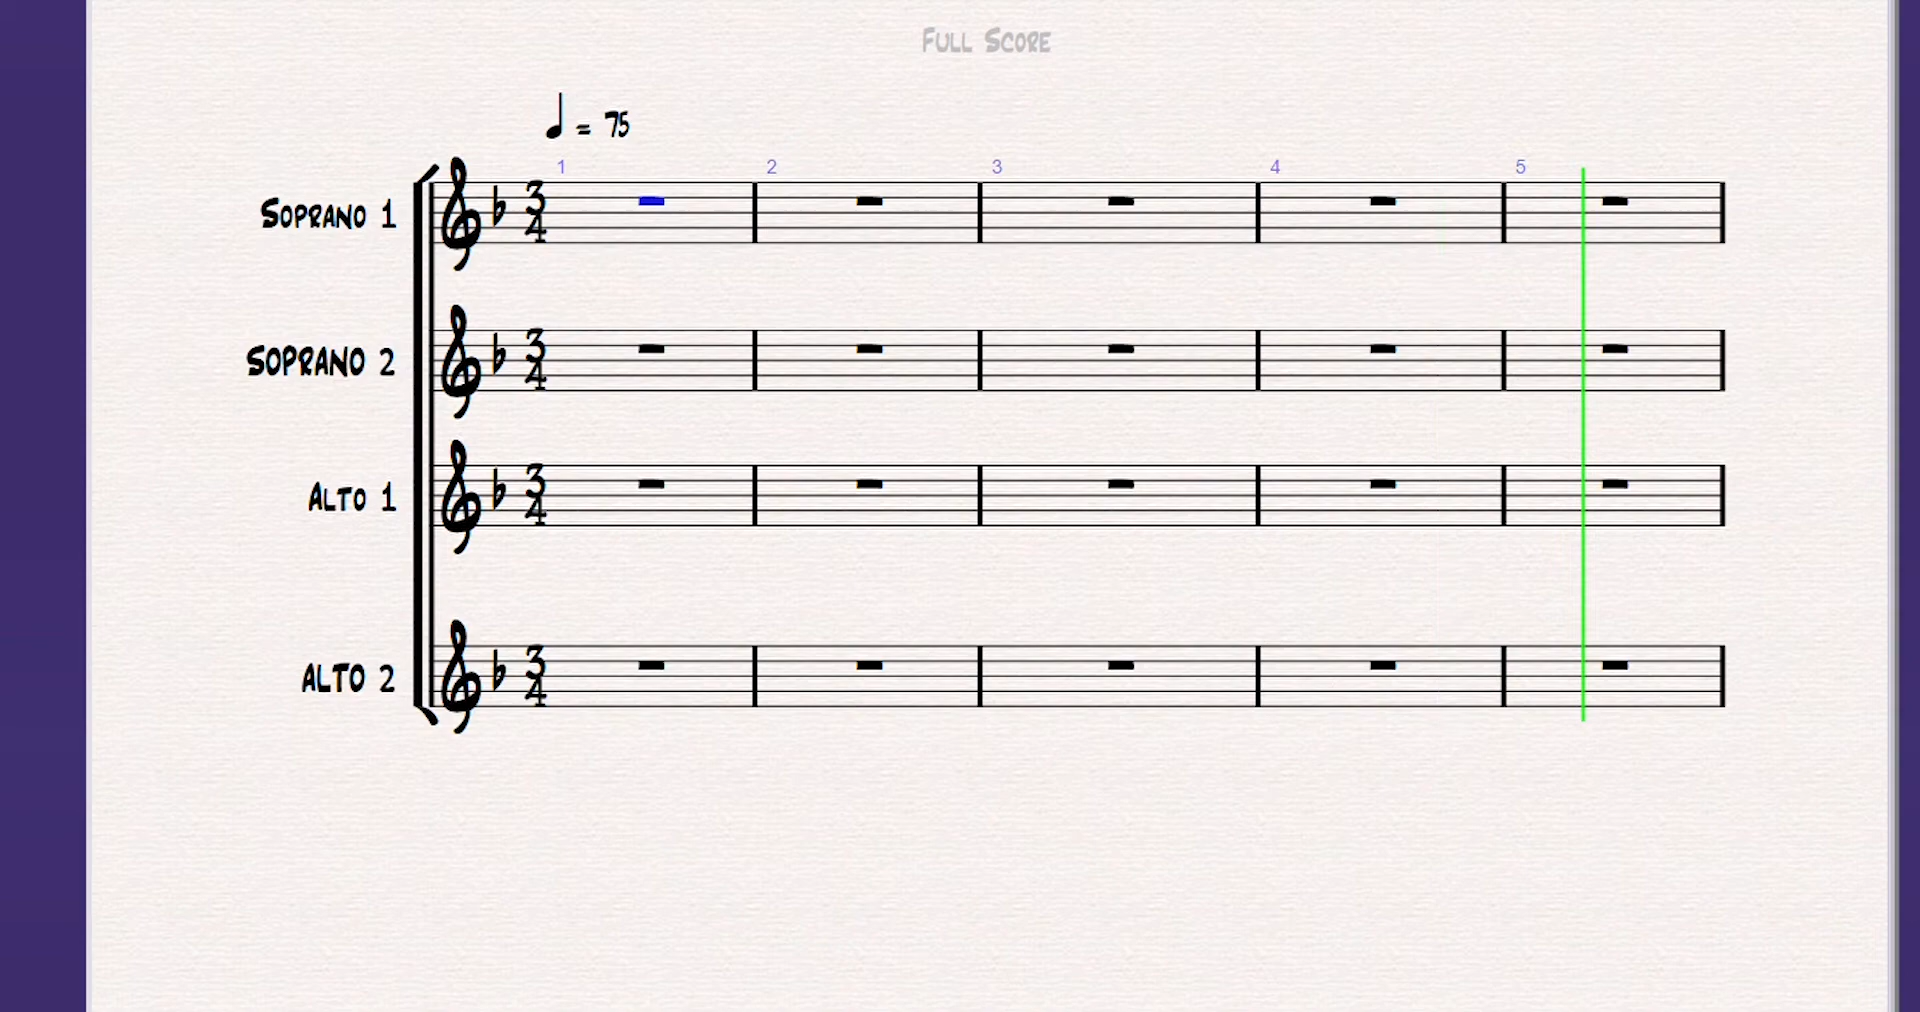 Full Score
= 75
1 2 3 4 5
Soprano 1
3 4
SOPRANO 2
3 4
Alto 1
3 4
ALTO 2
3 4